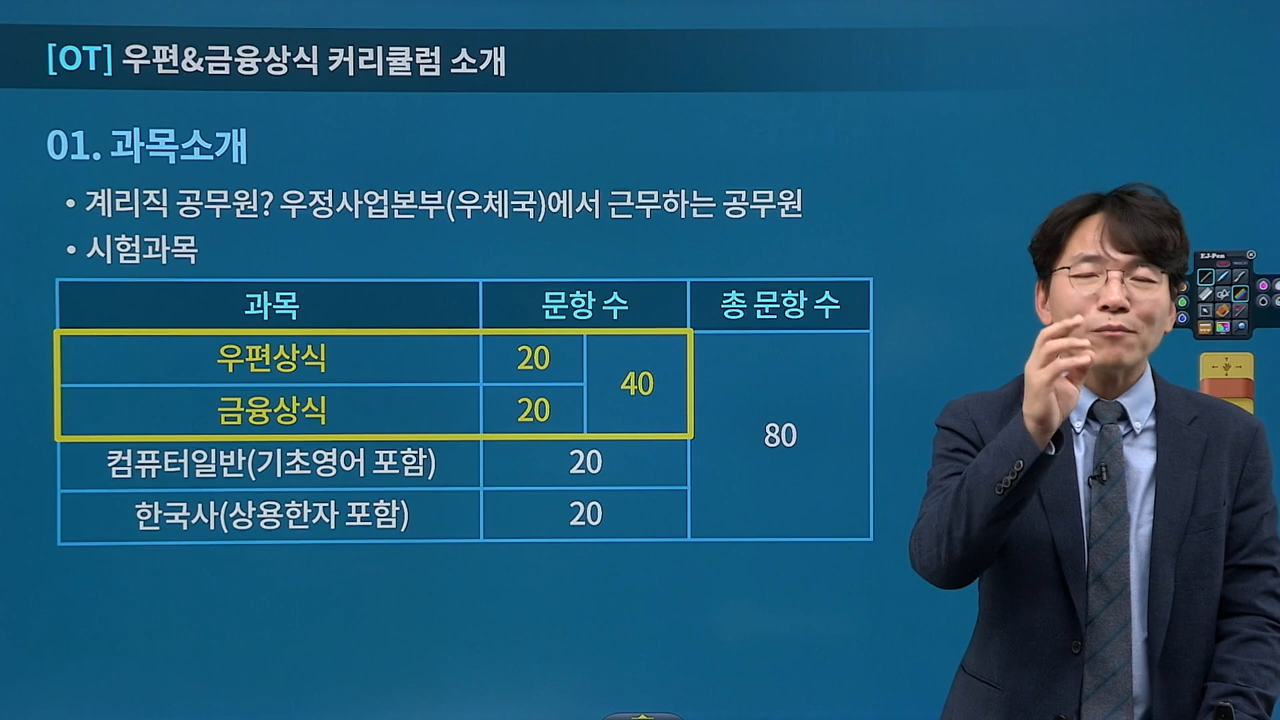 [OT] 우편&금융상식 커리큘럼 소개
01. 과목소개
• 계리직 공무원? 우정사업본부(우체국)에서 근무하는 공무원
• 시험과목
과목 문항 수 총 문항 수
우편상식 20
40
금융상식 20
80
컴퓨터일반(기초영어 포함) 20
한국사(상용한자 포함) 20
EJ-Pen